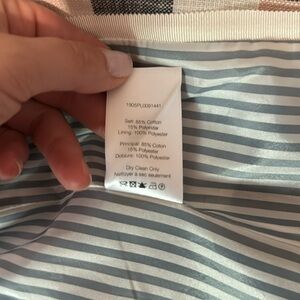 1905PL0091441
Self: 85% Cotton
15% Polyester
Lining: 100% Polyester
Principal: 85% Coton
15% Polyester
Doublure: 100% Polyester
Dry Clean Only
Nettoyer à sec seulement